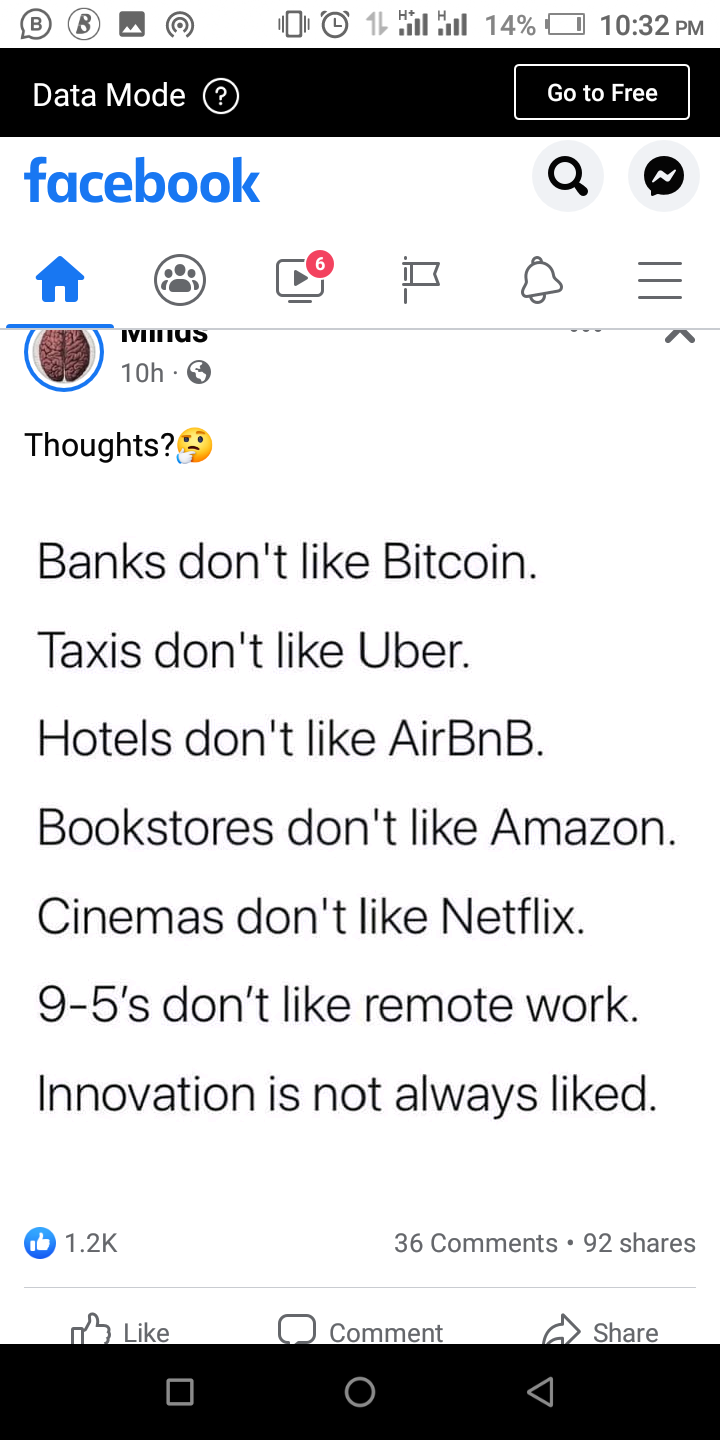 14% 10:32 PM
Data Mode ? Go to Free
facebook
6
Minds
10h ·
Thoughts?🤔
Banks don't like Bitcoin.
Taxis don't like Uber.
Hotels don't like AirBnB.
Bookstores don't like Amazon.
Cinemas don't like Netflix.
9-5’s don’t like remote work.
Innovation is not always liked.
1.2K 36 Comments • 92 shares
Like Comment Share